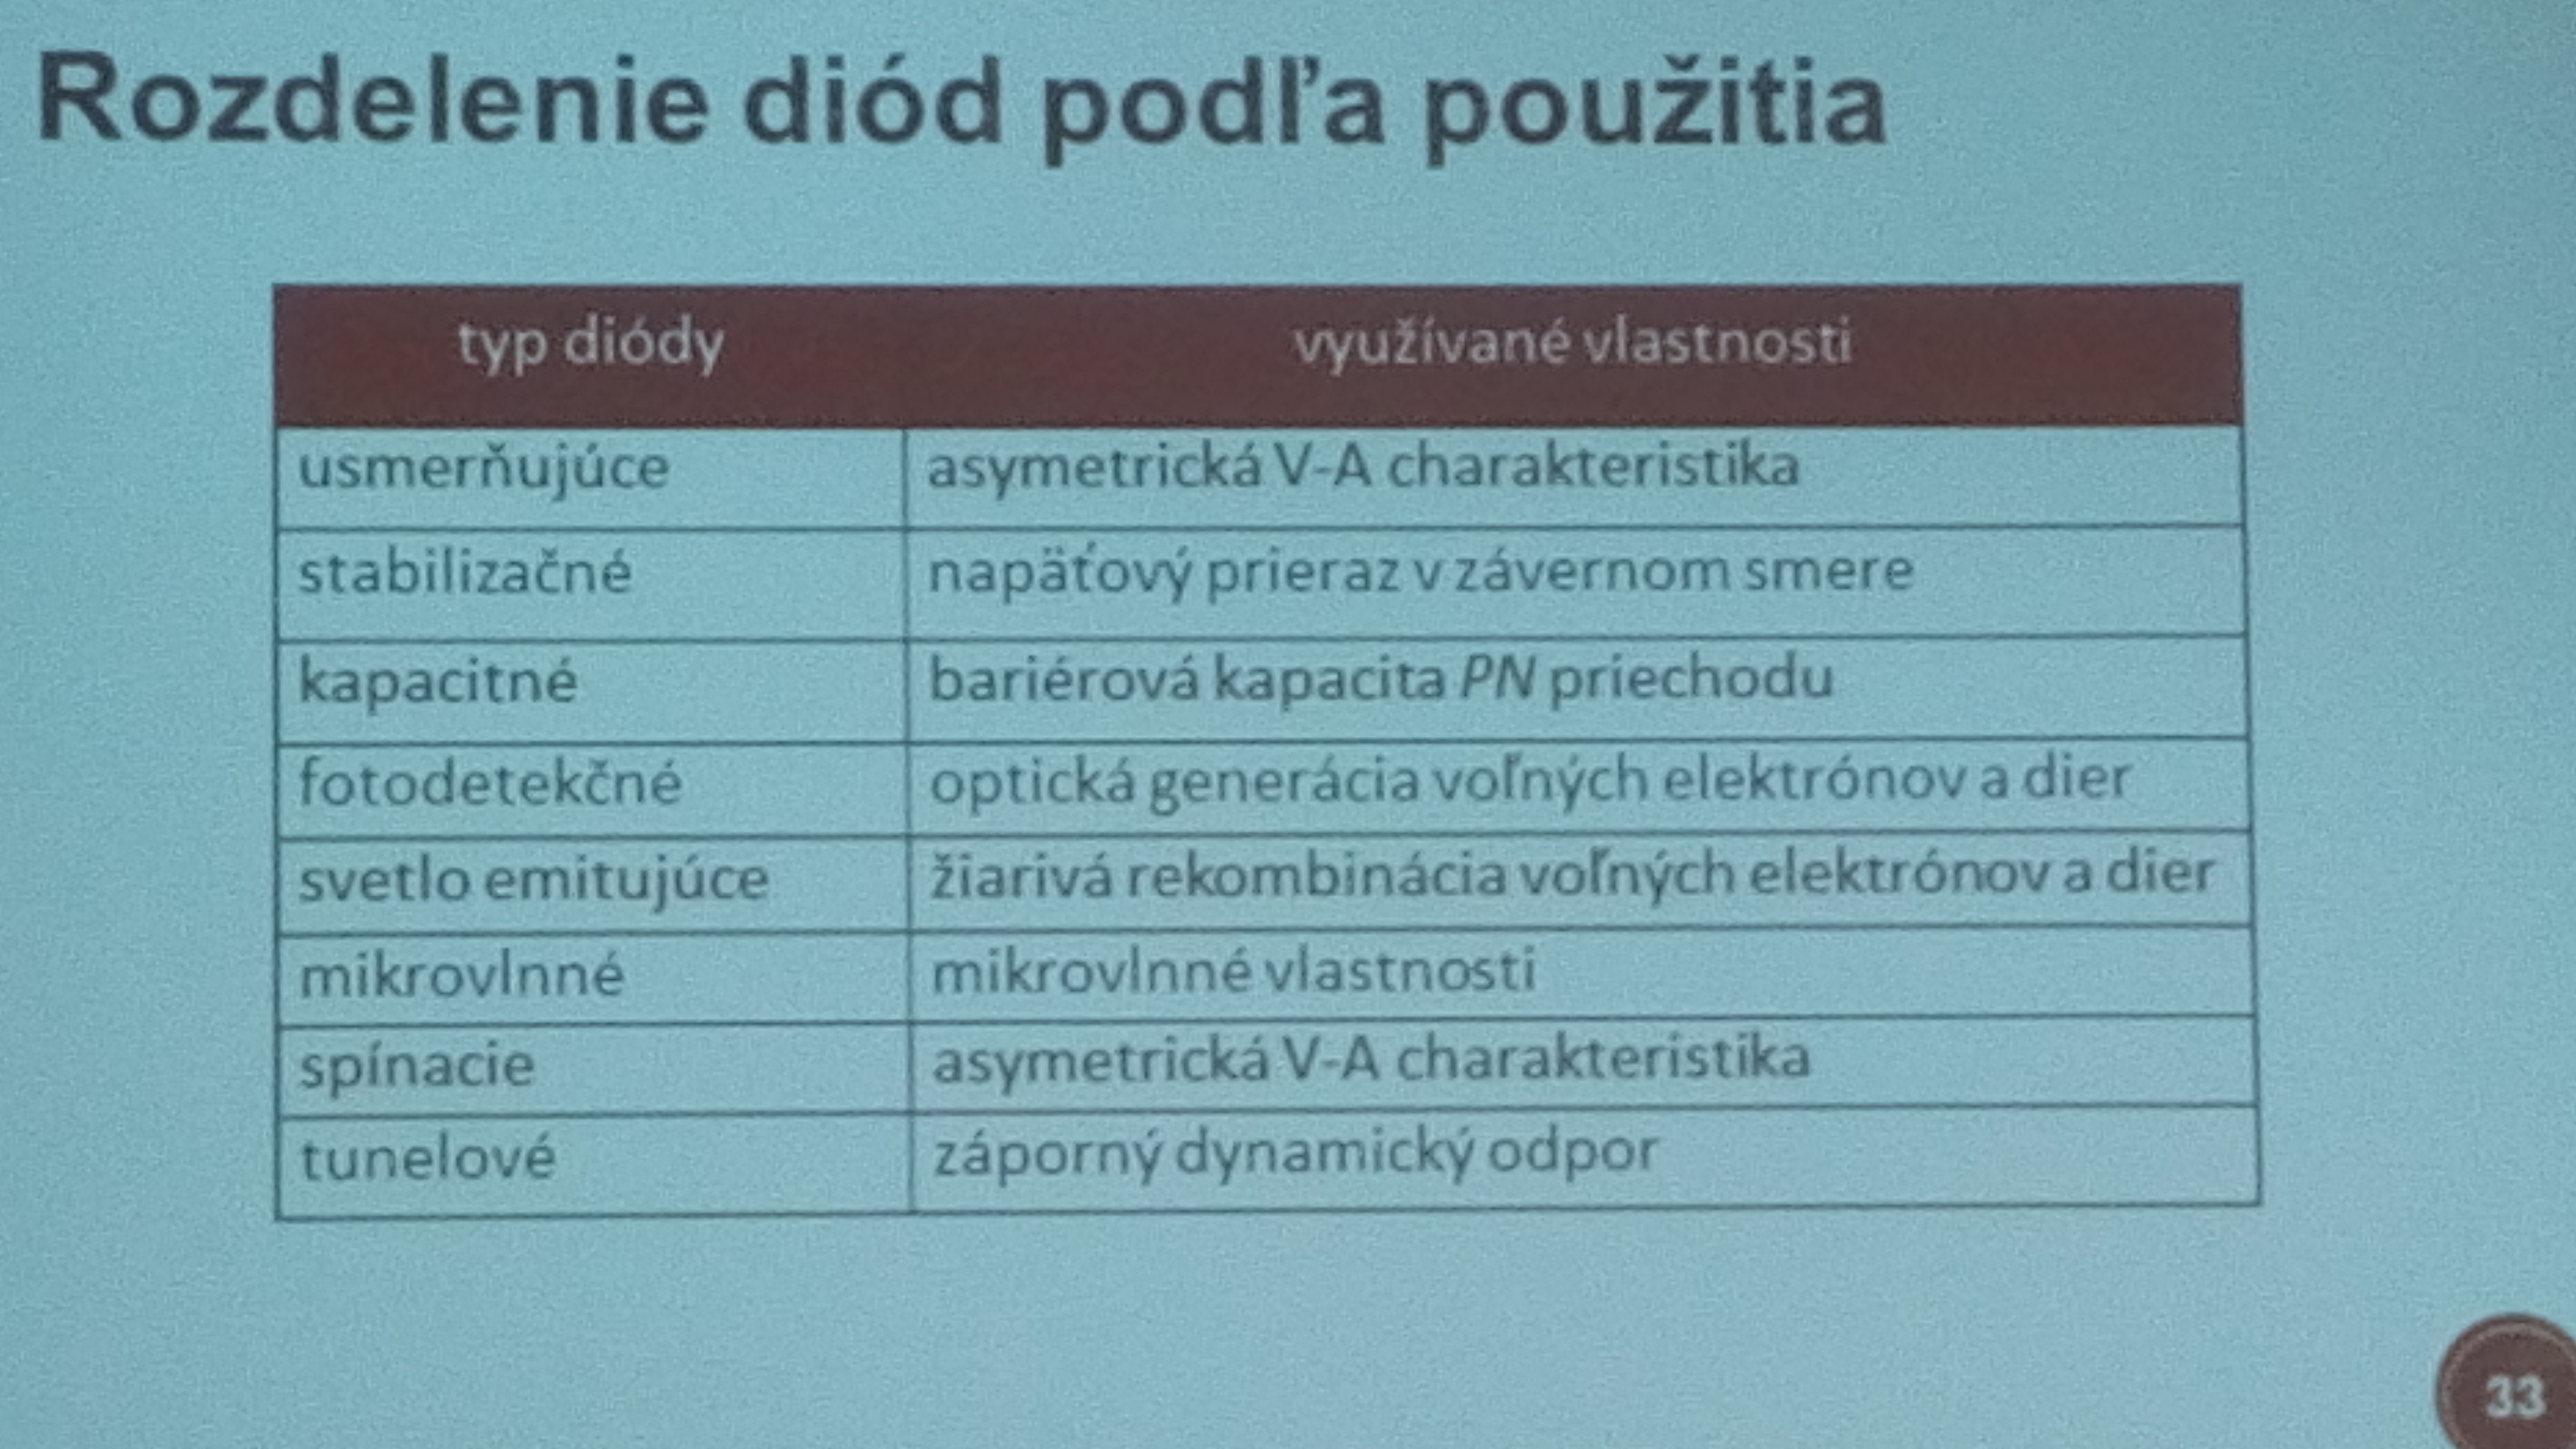 Rozdelenie diód podľa použitia
typ diódy využívané vlastnosti
usmerňujúce asymetrická V-A charakteristika
stabilizačné napäťový prieraz v závernom smere
kapacitné bariérová kapacita PN priechodu
fotodetekčné optická generácia voľných elektrónov a dier
svetlo emitujúce žiarivá rekombinácia voľných elektrónov a dier
mikrovlnné mikrovlnné vlastnosti
spínacie asymetrická V-A charakteristika
tunelové záporný dynamický odpor
33